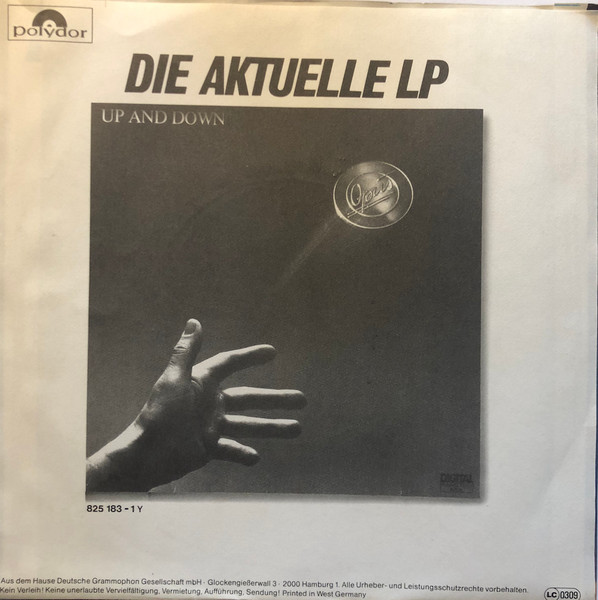 polydor
DIE AKTUELLE LP
UP AND DOWN
Opus
DIGITAL
825 183 - 1 Y
Aus dem Hause Deutsche Grammophon Gesellschaft mbH · Glockengießerwall 3 · 2000 Hamburg 1. Alle Urheber- und Leistungsschutzrechte vorbehalten.
Kein Verleih! Keine unerlaubte Vervielfältigung, Vermietung, Aufführung, Sendung! Printed in West Germany
LC 0309